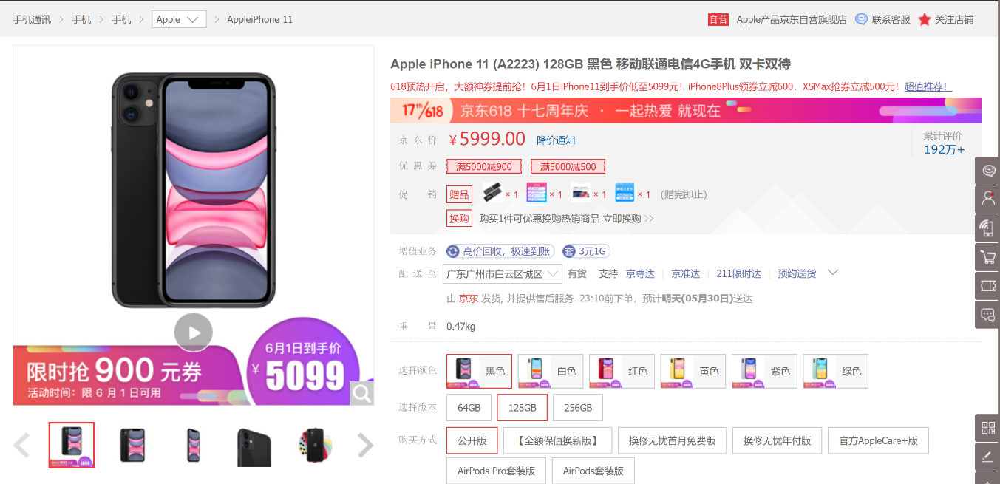 手机通讯 > 手机 > 手机 > Apple > AppleiPhone 11
自营 Apple产品京东自营旗舰店 联系客服 关注店铺
Apple iPhone 11 (A2223) 128GB 黑色 移动联通电信4G手机 双卡双待
618预热开启，大额神券提前抢！6月1日iPhone11到手价低至5099元！iPhone8Plus领券立减600，XSMax抢券立减500元！超值推荐！
17th/618 京东618 十七周年庆 · 一起热爱 就现在
京东价 ¥5999.00 降价通知
累计评价
192万+
优惠券 满5000减900 满5000减500
促销 赠品 ×1 ×1 ×1 ×1 (赠完即止)
换购 购买1件可优惠换购热销商品 立即换购 >>
增值业务 高价回收，极速到账 套 3元1G
配送至 广东广州市白云区城区 有货 支持 京尊达 | 京准达 | 211限时达 | 预约送货
由 京东 发货, 并提供售后服务. 23:10前下单，预计明天(05月30日)送达
重量 0.47kg
选择颜色 黑色 白色 红色 黄色 紫色 绿色
选择版本 64GB 128GB 256GB
购买方式 公开版 【全额保值换新版】 换修无忧首月免费版 换修无忧年付版 官方AppleCare+版
AirPods Pro套装版 AirPods套装版
6月1日到手价
¥5099
限时抢900元券
活动时间：限6月1日可用